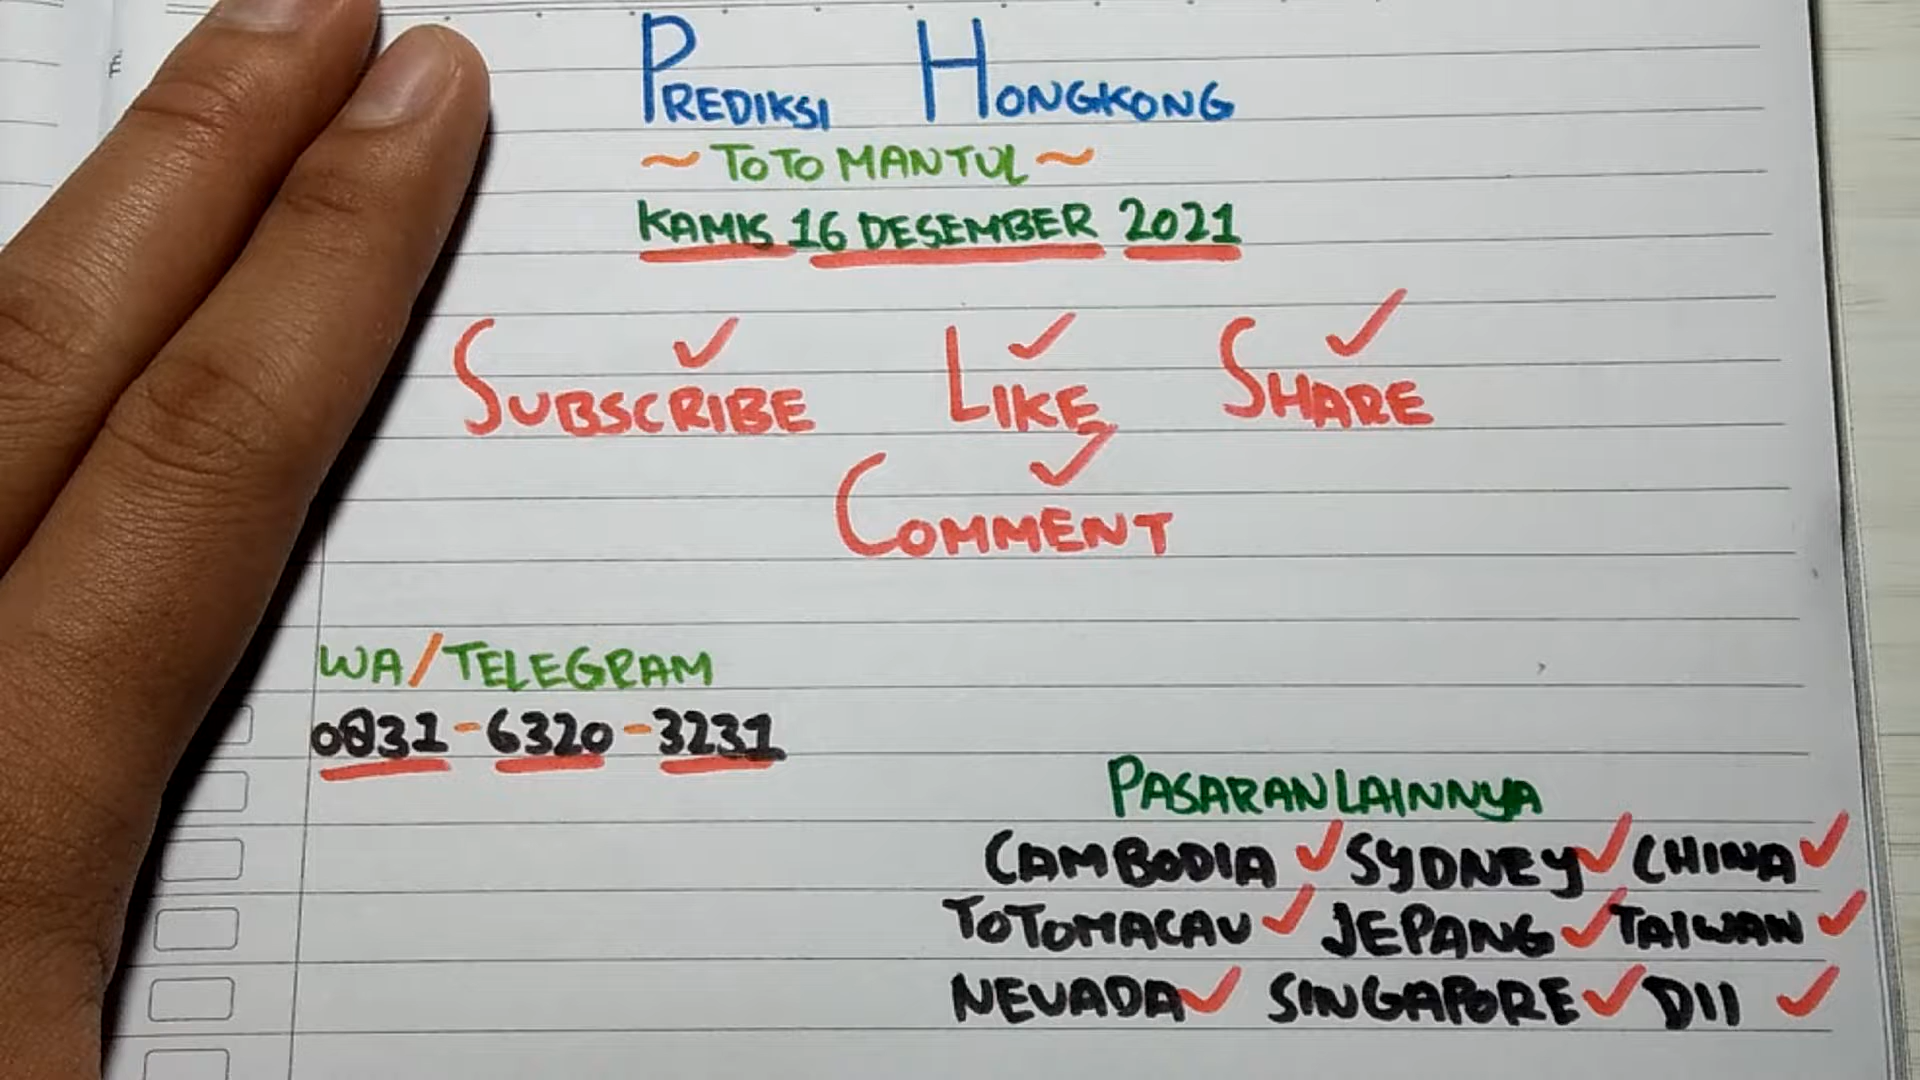 PREDIKSI HONGKONG
~ TOTO MANTUL ~
KAMIS 16 DESEMBER 2021
SUBSCRIBE LIKE SHARE
COMMENT
WA/TELEGRAM
0831-6320-3231
PASARAN LAINNYA
CAMBODIA ✓ SYDNEY ✓ CHINA ✓
TOTOMACAU ✓ JEPANG ✓ TAIWAN ✓
NEVADA ✓ SINGAPORE ✓ DII ✓